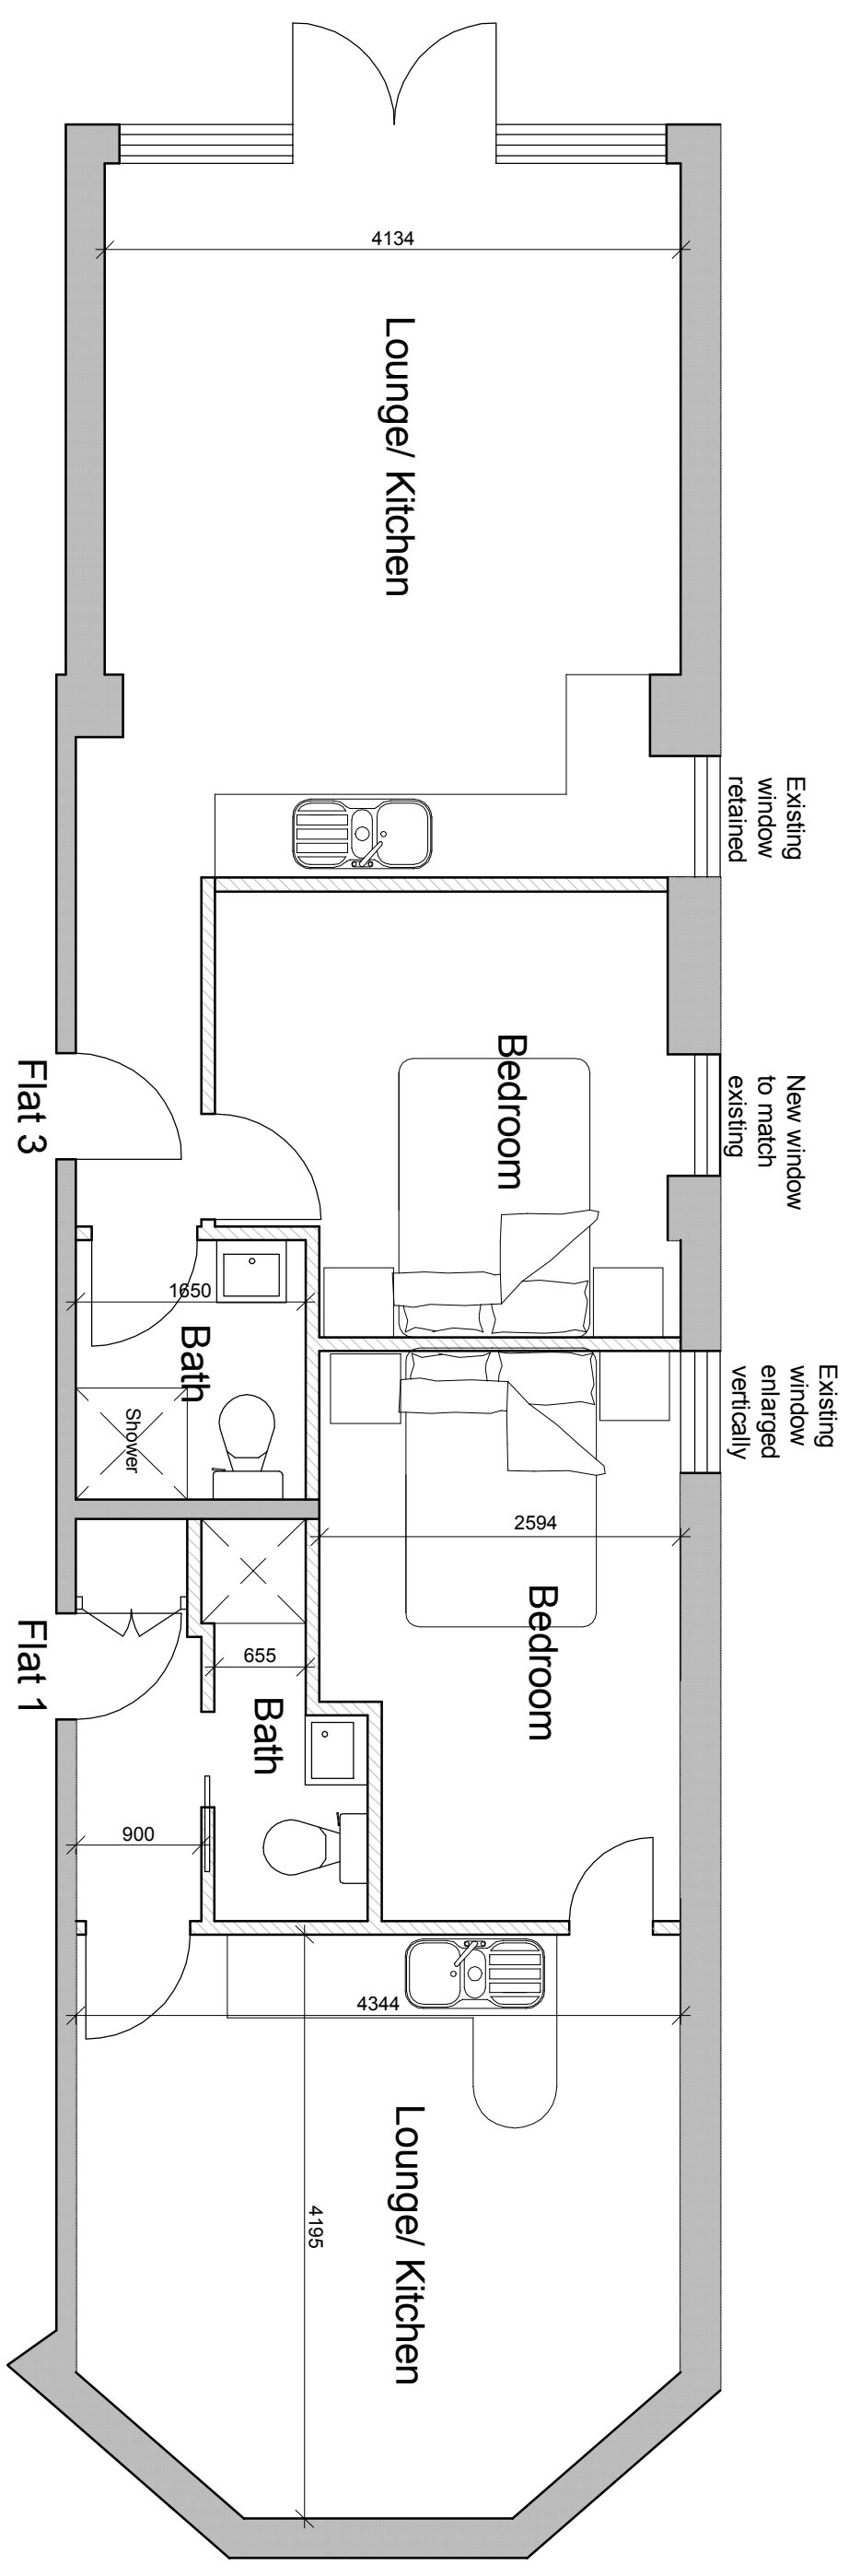 4134
Lounge/ Kitchen
Existing
window
retained
Bedroom
New window
to match
existing
Flat 3
1650
Bath
Shower
Existing
window
enlarged
vertically
2594
Bedroom
Flat 1
655
Bath
900
4344
4195
Lounge/ Kitchen